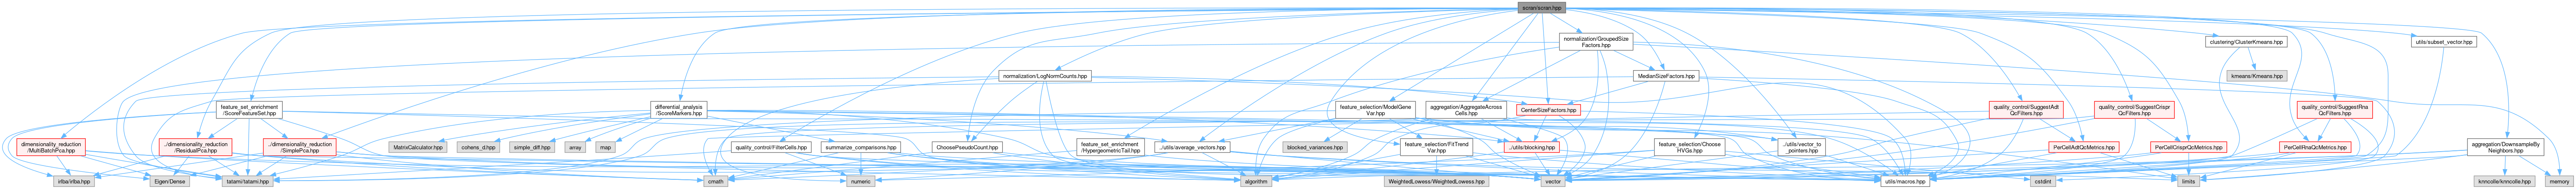 scran/scran.hpp
normalization/GroupedSize
Factors.hpp
clustering/ClusterKmeans.hpp
utils/subset_vector.hpp
normalization/LogNormCounts.hpp
MedianSizeFactors.hpp
kmeans/Kmeans.hpp
feature_set_enrichment
/ScoreFeatureSet.hpp
differential_analysis
/ScoreMarkers.hpp
feature_selection/ModelGene
Var.hpp
aggregation/AggregateAcross
Cells.hpp
CenterSizeFactors.hpp
quality_control/SuggestAdt
QcFilters.hpp
quality_control/SuggestCrispr
QcFilters.hpp
quality_control/SuggestRna
QcFilters.hpp
dimensionality_reduction
/MultiBatchPca.hpp
../dimensionality_reduction
/ResidualPca.hpp
../dimensionality_reduction
/SimplePca.hpp
MatrixCalculator.hpp
cohens_d.hpp
simple_diff.hpp
array
map
quality_control/FilterCells.hpp
summarize_comparisons.hpp
ChoosePseudoCount.hpp
feature_set_enrichment
/HypergeometricTail.hpp
../utils/average_vectors.hpp
blocked_variances.hpp
feature_selection/FitTrend
Var.hpp
../utils/blocking.hpp
feature_selection/Choose
HVGs.hpp
../utils/vector_to
_pointers.hpp
PerCellAdtQcMetrics.hpp
PerCellCrisprQcMetrics.hpp
PerCellRnaQcMetrics.hpp
aggregation/DownsampleBy
Neighbors.hpp
irlba/irlba.hpp
Eigen/Dense
tatami/tatami.hpp
cmath
numeric
algorithm
WeightedLowess/WeightedLowess.hpp
vector
utils/macros.hpp
cstdint
limits
knncolle/knncolle.hpp
memory